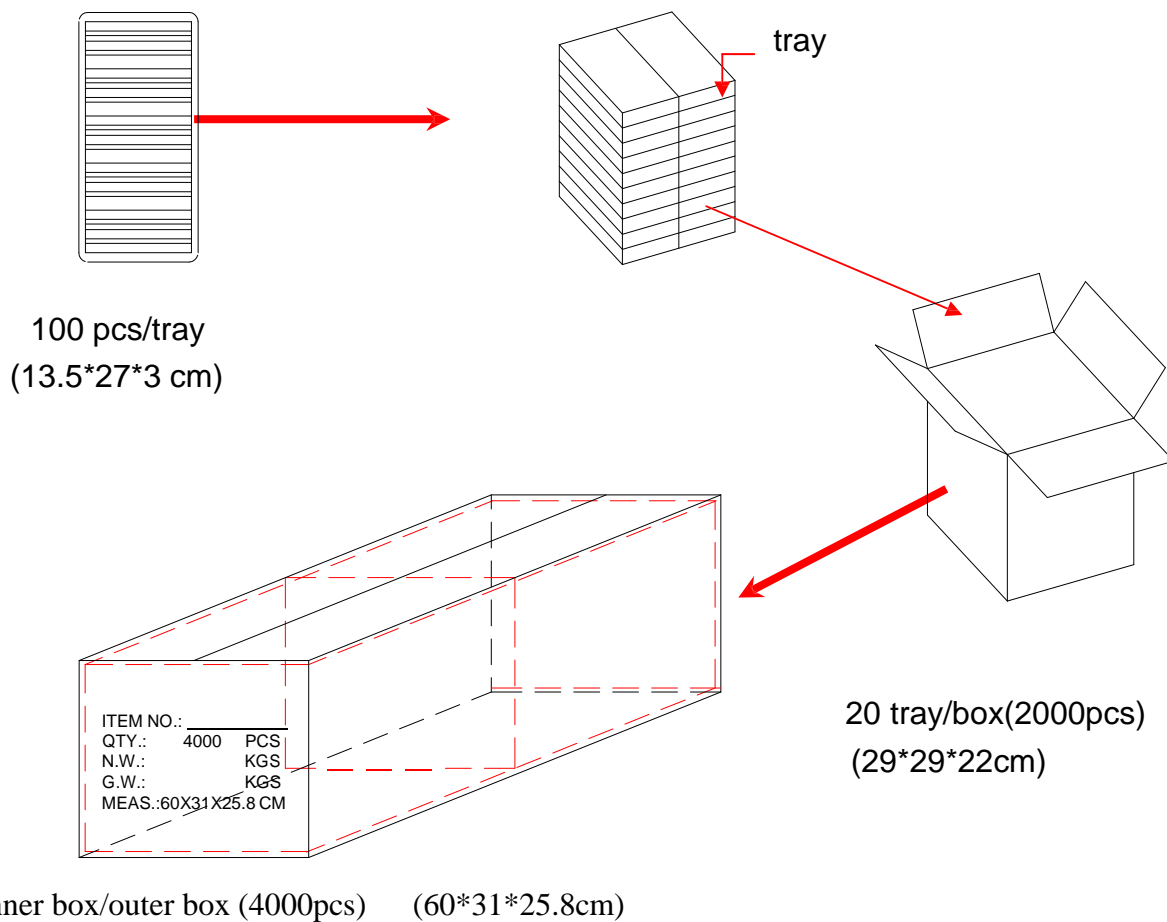 tray
100 pcs/tray
(13.5*27*3 cm)
ITEM NO.:
QTY.: 4000 PCS
N.W.: KGS
G.W.: KGS
MEAS.:60X31X25.8 CM
20 tray/box(2000pcs)
(29*29*22cm)
box/outer box (4000pcs) (60*31*25.8cm)